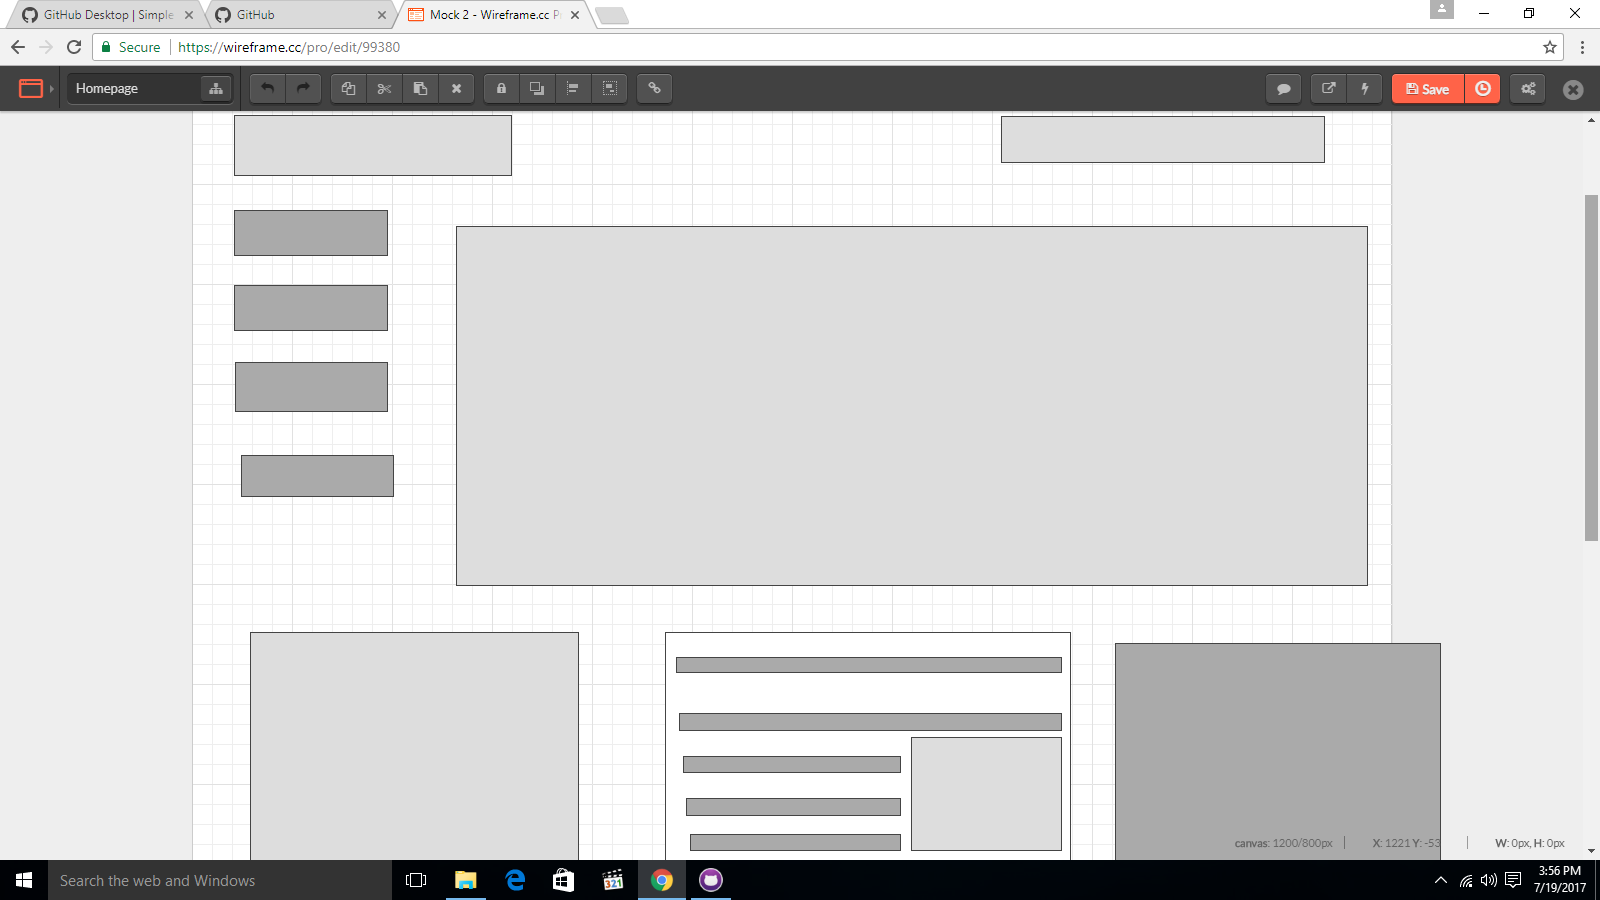 GitHub Desktop | Simple
GitHub
Mock 2 - Wireframe.cc P
Secure
https://wireframe.cc/pro/edit/99380
Homepage
Save
canvas: 1200/800px
X: 1221 Y: -53
W: 0px, H: 0px
Search the web and Windows
321
3:56 PM
7/19/2017